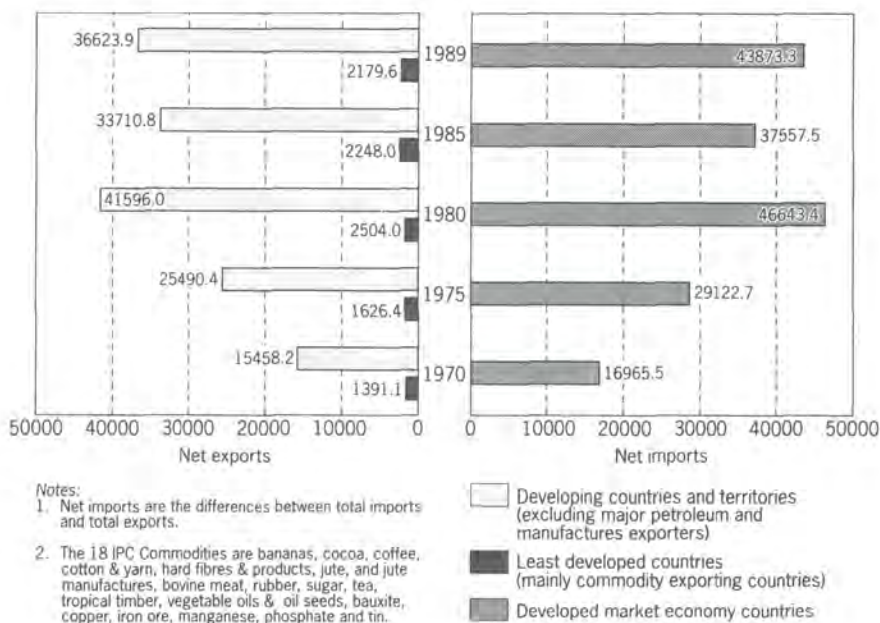 36623.9
2179.6
1989
43873.3
33710.8
2248.0
1985
37557.5
41596.0
2504.0
1980
46643.4
25490.4
1626.4
1975
29122.7
15458.2
1391.1
1970
16965.5
50000 40000 30000 20000 10000 0
0 10000 20000 30000 40000 50000
Net exports
Net imports
Notes:
1. Net imports are the differences between total imports
and total exports.
2. The 18 IPC Commodities are bananas, cocoa, coffee,
cotton & yarn, hard fibres & products, jute, and jute
manufactures, bovine meat, rubber, sugar, tea,
tropical timber, vegetable oils & oil seeds, bauxite,
copper, iron ore, manganese, phosphate and tin.
Developing countries and territories
(excluding major petroleum and
manufactures exporters)
Least developed countries
(mainly commodity exporting countries)
Developed market economy countries